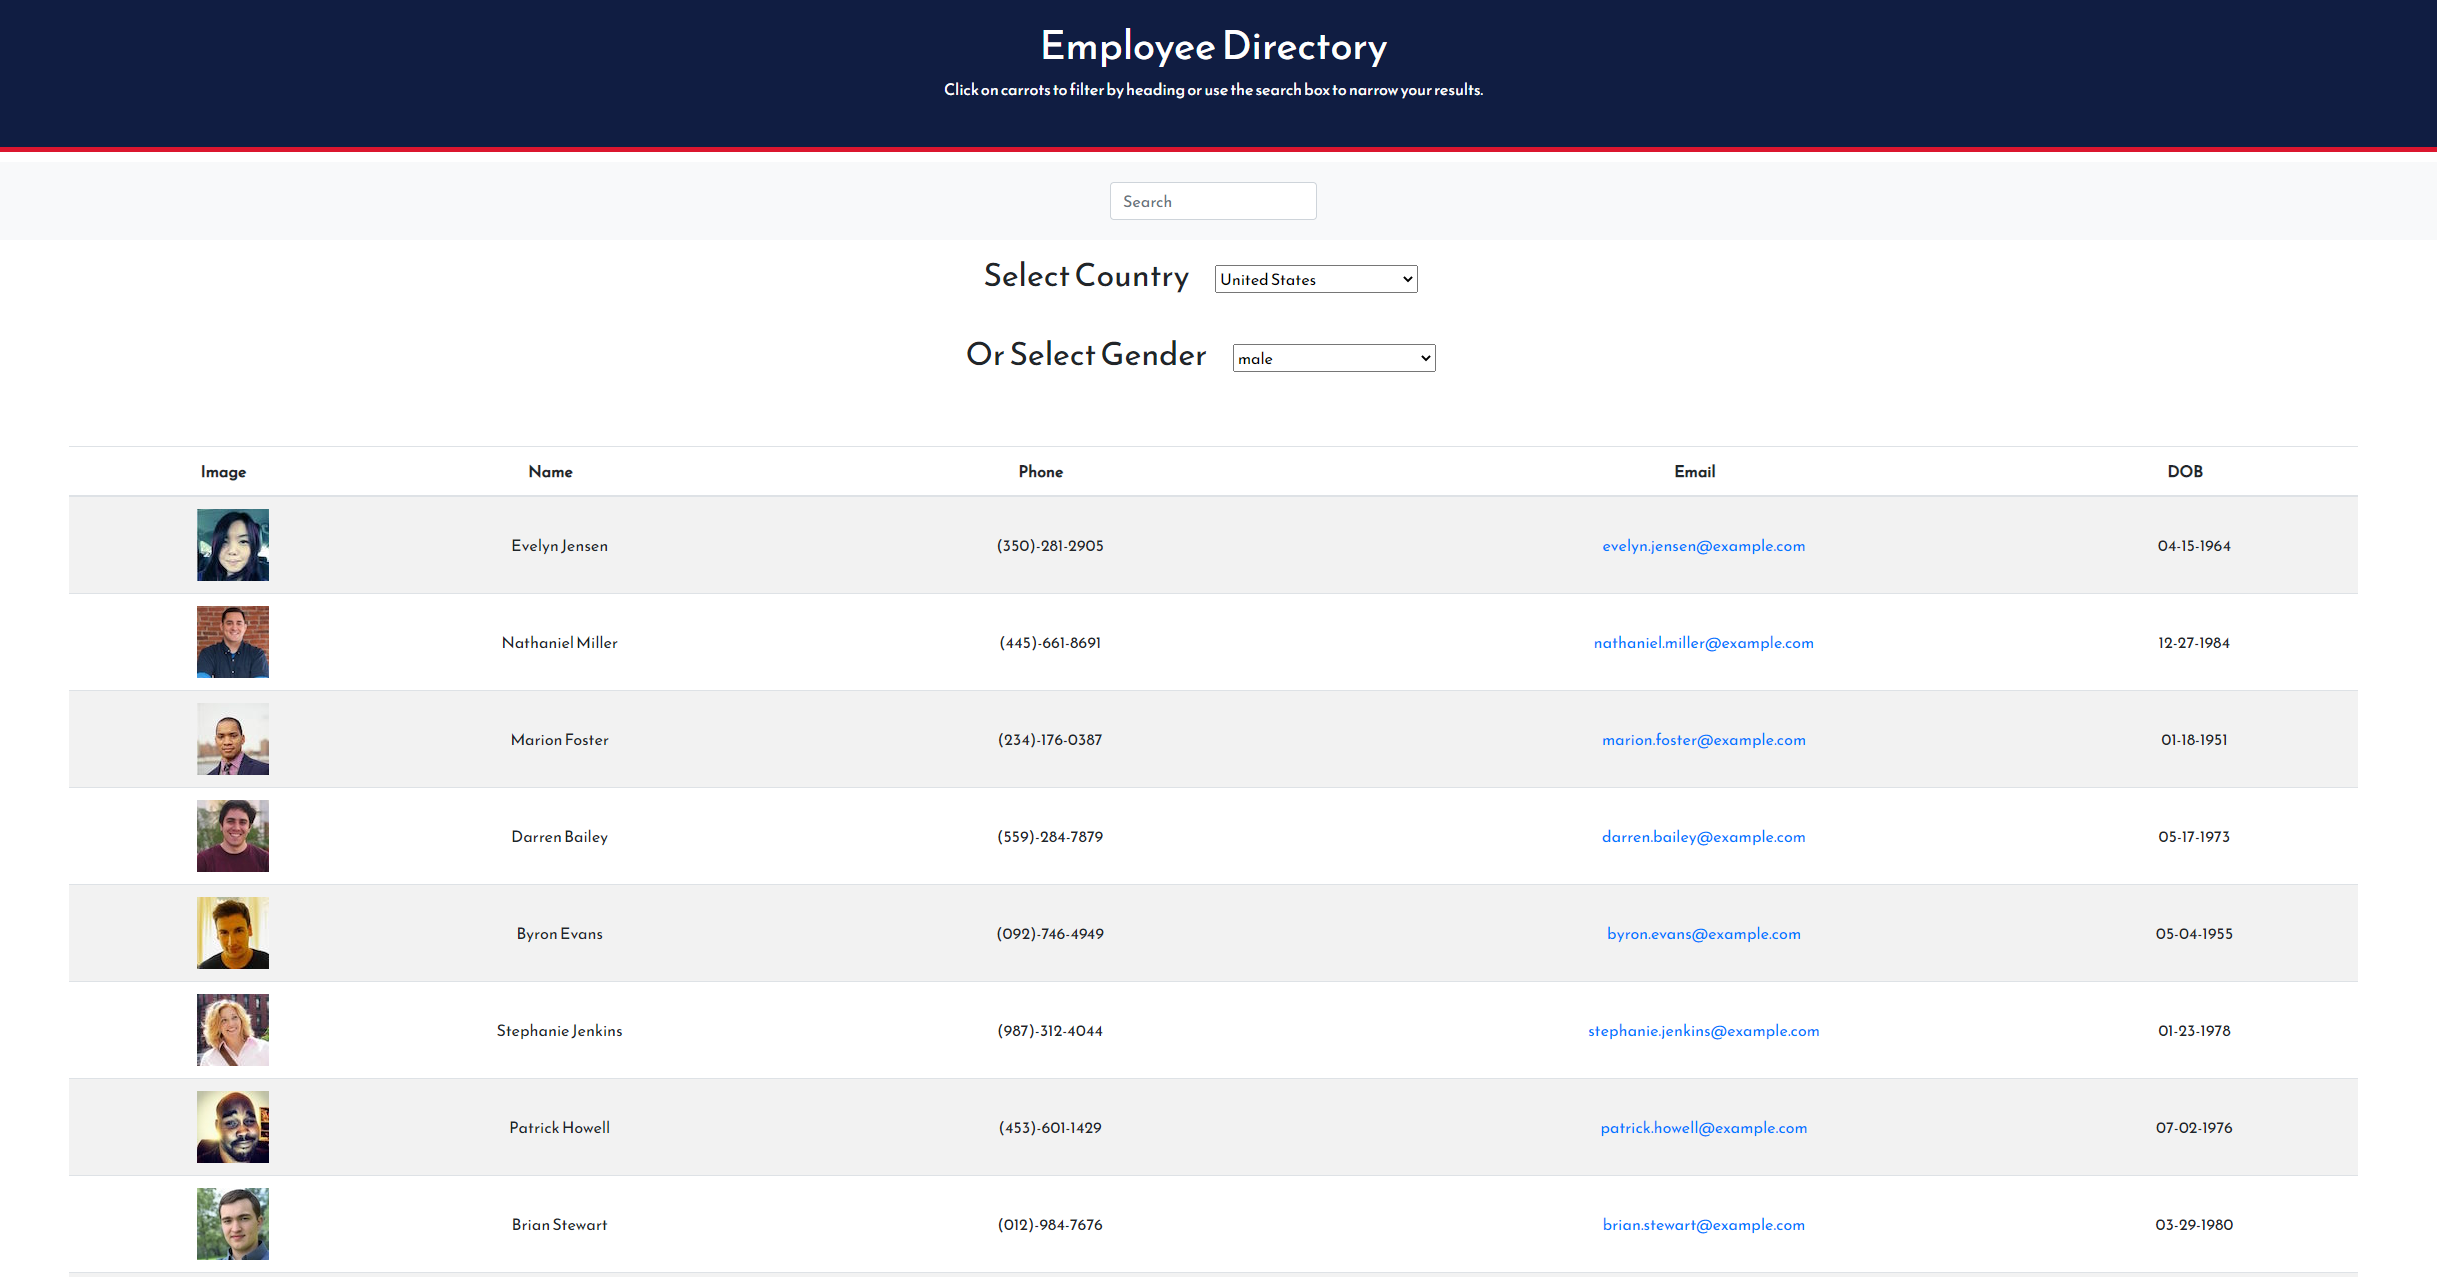 Employee Directory
Click on carrots to filter by heading or use the search box to narrow your results.
Search
Select Country United States
Or Select Gender male
Image Name Phone Email DOB
Evelyn Jensen (350)-281-2905 evelyn.jensen@example.com 04-15-1964
Nathaniel Miller (445)-661-8691 nathaniel.miller@example.com 12-27-1984
Marion Foster (234)-176-0387 marion.foster@example.com 01-18-1951
Darren Bailey (559)-284-7879 darren.bailey@example.com 05-17-1973
Byron Evans (092)-746-4949 byron.evans@example.com 05-04-1955
Stephanie Jenkins (987)-312-4044 stephanie.jenkins@example.com 01-23-1978
Patrick Howell (453)-601-1429 patrick.howell@example.com 07-02-1976
Brian Stewart (012)-984-7676 brian.stewart@example.com 03-29-1980